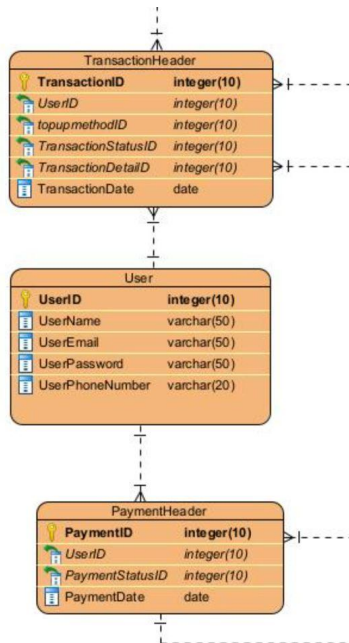 TransactionHeader
TransactionID integer(10)
UserID integer(10)
topupmethodID integer(10)
TransactionStatusID integer(10)
TransactionDetailD integer(10)
TransactionDate date
User
UserID integer(10)
UserName varchar(50)
UserEmail varchar(50)
UserPassword varchar(50)
UserPhoneNumber varchar(20)
PaymentHeader
PaymentID integer(10)
UserID integer(10)
PaymentStatusID integer(10)
PaymentDate date